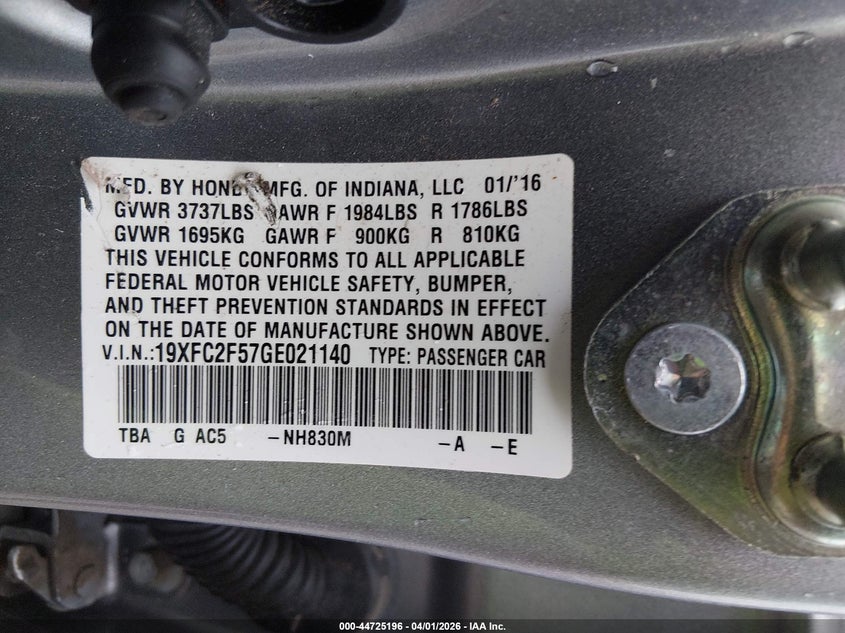 MFD. BY HONDA MFG. OF INDIANA, LLC 01/'16
GVWR 3737LBS GAWR F 1984LBS R 1786LBS
GVWR 1695KG GAWR F 900KG R 810KG
THIS VEHICLE CONFORMS TO ALL APPLICABLE
FEDERAL MOTOR VEHICLE SAFETY, BUMPER,
AND THEFT PREVENTION STANDARDS IN EFFECT
ON THE DATE OF MANUFACTURE SHOWN ABOVE.
V.I.N.:19XFC2F57GE021140 TYPE: PASSENGER CAR
TBA G AC5 -NH830M -A -E
000-44725196 - 04/01/2026 - IAA Inc.